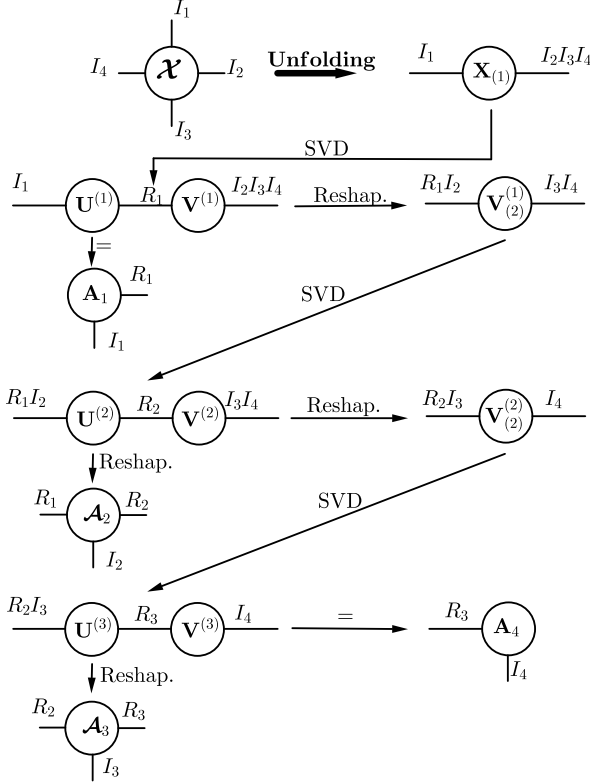 I₁
I₄ 𝓧 I₂ Unfolding I₁ X₍₁₎ I₂I₃I₄
I₃
SVD
I₁ U⁽¹⁾ R₁ V⁽¹⁾ I₂I₃I₄ Reshap. R₁I₂ V₍₂₎⁽¹⁾ I₃I₄
=
A₁ R₁
I₁
SVD
R₁I₂ U⁽²⁾ R₂ V⁽²⁾ I₃I₄ Reshap. R₂I₃ V₍₂₎⁽²⁾ I₄
Reshap.
R₁ 𝓐₂ R₂
I₂
SVD
R₂I₃ U⁽³⁾ R₃ V⁽³⁾ I₄ = R₃ A₄
I₄
Reshap.
R₂ 𝓐₃ R₃
I₃